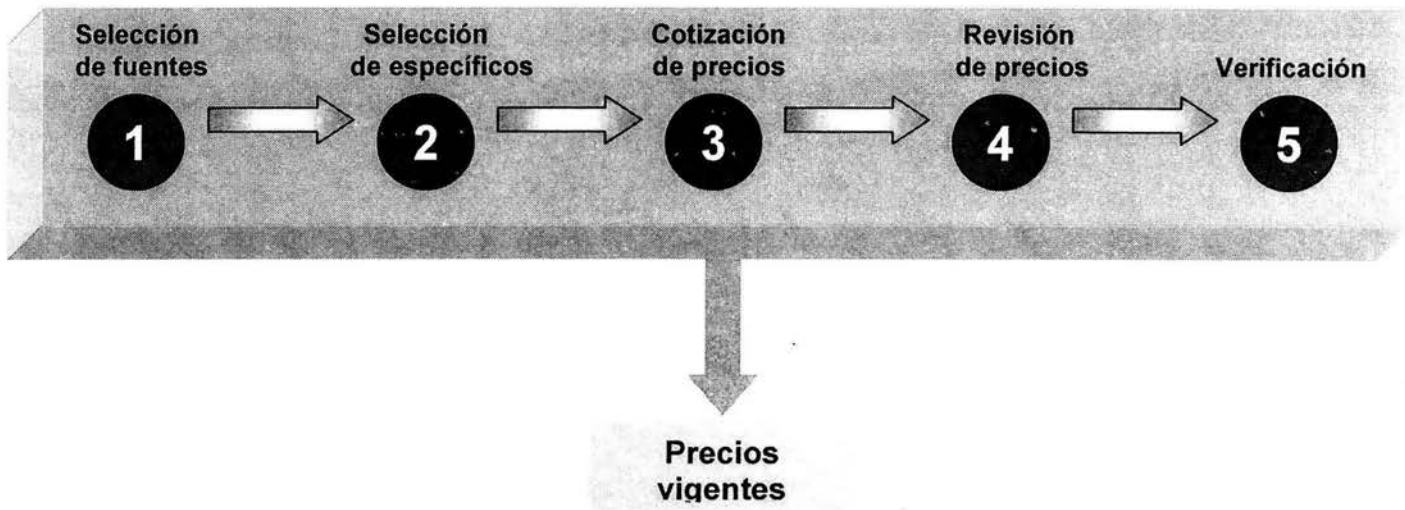 Selección
de fuentes
Selección
de específicos
Cotización
de precios
Revisión
de precios
Verificación
1
2
3
4
5
Precios
vigentes